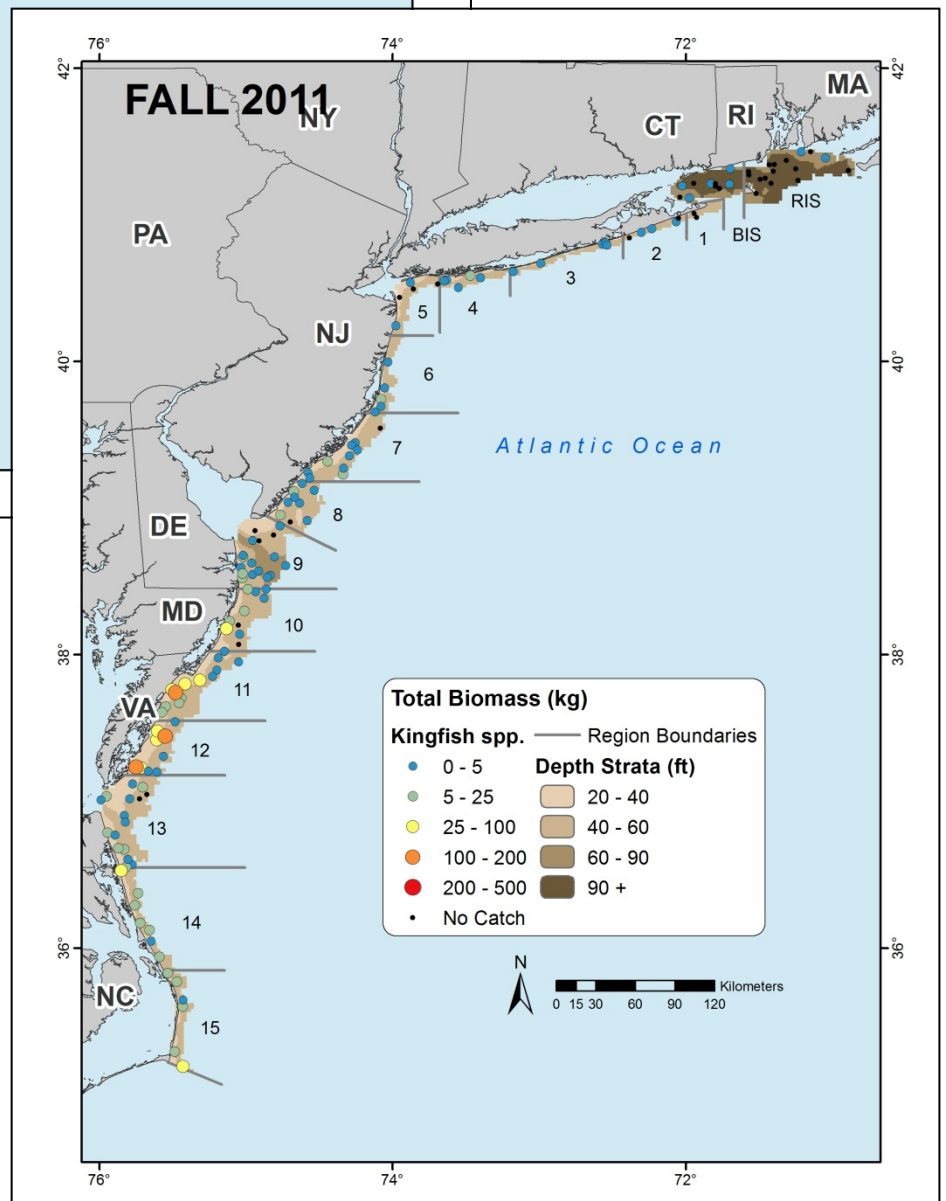 76° 74° 72°
42° 42°
FALL 2011
NY
MA
CT
RI
PA
RIS
BIS
1
2
3
4
5
NJ
40° 40°
6
7
Atlantic Ocean
8
DE
9
MD
10
38° 38°
11
VA
12
13
14
36° 36°
NC
15
Total Biomass (kg)
Kingfish spp.
Region Boundaries
0 - 5
5 - 25
25 - 100
100 - 200
200 - 500
No Catch
Depth Strata (ft)
20 - 40
40 - 60
60 - 90
90 +
N
Kilometers
0 15 30 60 90 120
76° 74° 72°